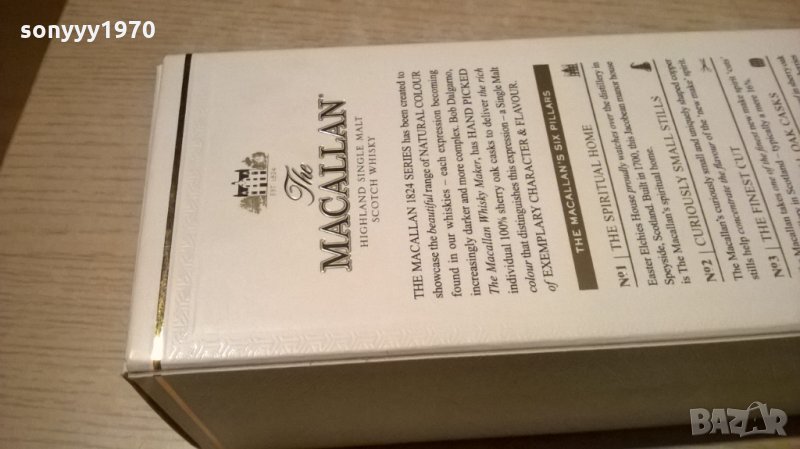 sonyyy1970
EST. 1824
The
MACALLAN®
HIGHLAND SINGLE MALT
SCOTCH WHISKY
THE MACALLAN 1824 SERIES has been created to
showcase the beautiful range of NATURAL COLOUR
found in our whiskies – each expression becoming
increasingly darker and more complex. Bob Dalgarno,
The Macallan Whisky Maker, has HAND PICKED
individual 100% sherry oak casks to deliver the rich
colour that distinguishes this expression – a Single Malt
of EXEMPLARY CHARACTER & FLAVOUR.
THE MACALLAN'S SIX PILLARS
Nº1 | THE SPIRITUAL HOME
Easter Elchies House proudly watches over the distillery in
Speyside, Scotland. Built in 1700, this Jacobean manor house
is The Macallan's spiritual home.
Nº2 | CURIOUSLY SMALL STILLS
The Macallan's curiously small and uniquely shaped copper
stills help concentrate the flavour of the 'new make' spirit.
Nº3 | THE FINEST CUT
The Macallan takes one of the finest new make spirit 'cuts'
in Scotland – typically a more 16%
OAK CASKS
BAZAR